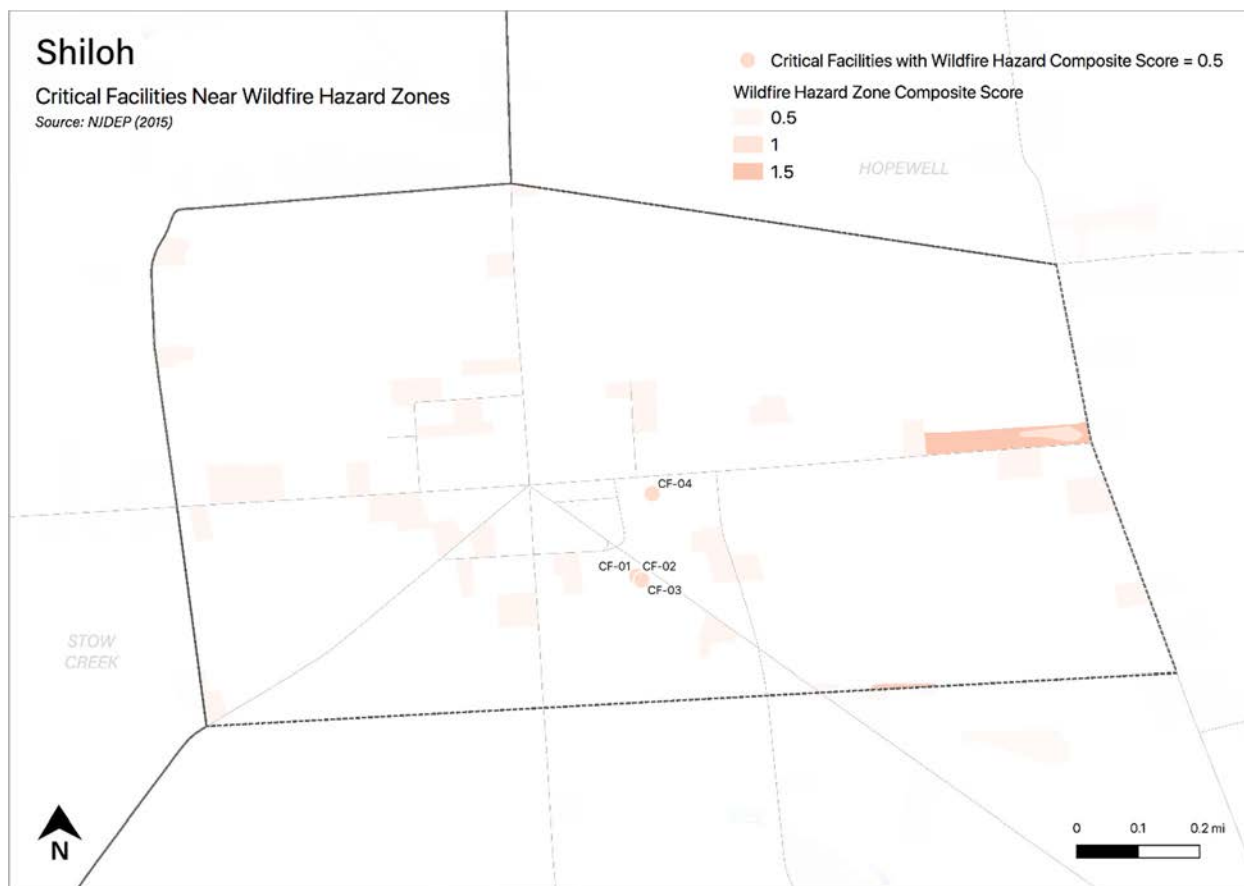 Shiloh
Critical Facilities Near Wildfire Hazard Zones
Source: NJDEP (2015)
Critical Facilities with Wildfire Hazard Composite Score = 0.5
Wildfire Hazard Zone Composite Score
0.5
1
1.5
HOPEWELL
CF-04
CF-01
CF-02
CF-03
STOW
CREEK
N
0
0.1
0.2 mi